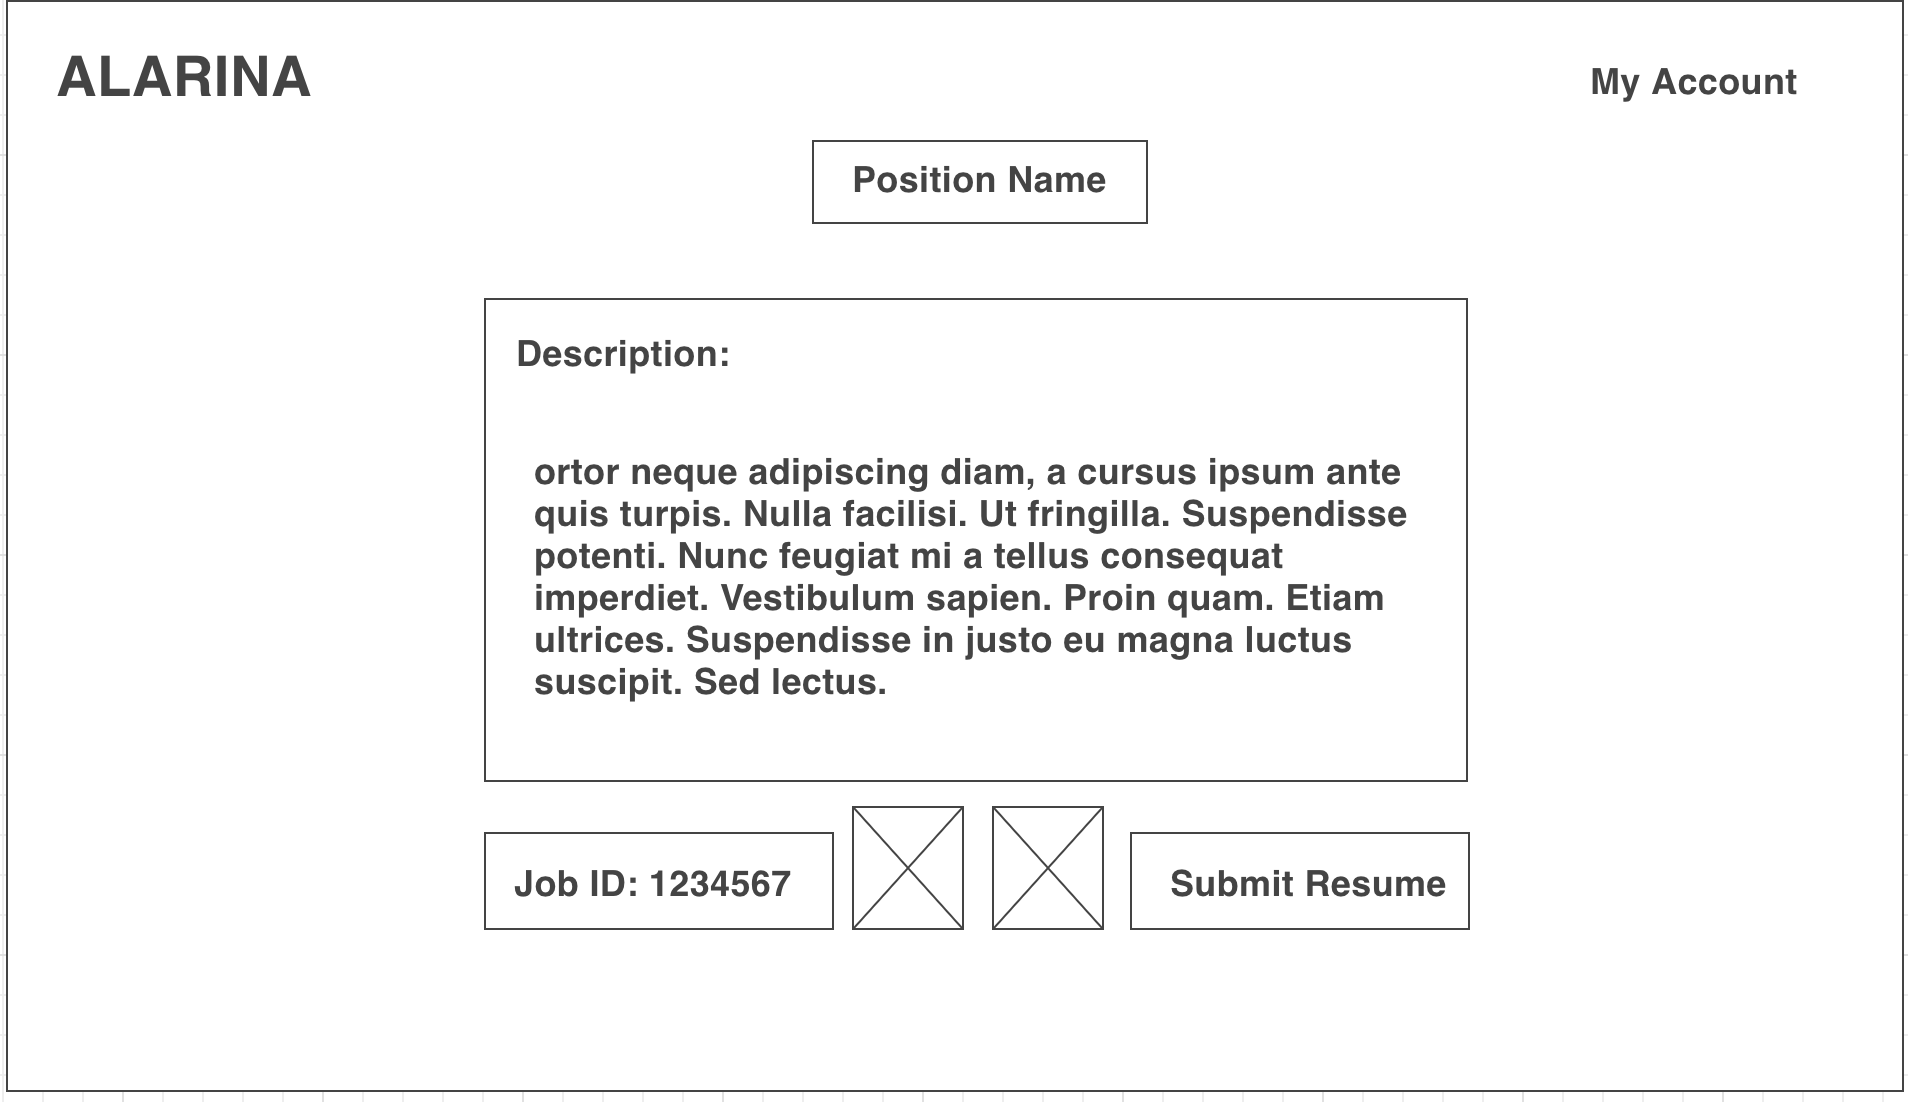 ALARINA
My Account
Position Name
Description:
ortor neque adipiscing diam, a cursus ipsum ante
quis turpis. Nulla facilisi. Ut fringilla. Suspendisse
potenti. Nunc feugiat mi a tellus consequat
imperdiet. Vestibulum sapien. Proin quam. Etiam
ultrices. Suspendisse in justo eu magna luctus
suscipit. Sed lectus.
Job ID: 1234567
Submit Resume